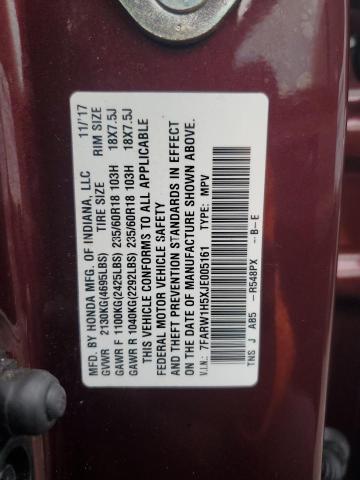 MFD. BY HONDA MFG. OF INDIANA, LLC 11/'17
TIRE SIZE RIM SIZE
GVWR 2130KG(4695LBS)
GAWR F 1100KG(2425LBS) 235/60R18 103H 18X7.5J
GAWR R 1040KG(2292LBS) 235/60R18 103H 18X7.5J
THIS VEHICLE CONFORMS TO ALL APPLICABLE
FEDERAL MOTOR VEHICLE SAFETY, BUMPER,
AND THEFT PREVENTION STANDARDS IN EFFECT
ON THE DATE OF MANUFACTURE SHOWN ABOVE.
V.I.N.: 7FARW1H5XJE005161 TYPE: MPV
TNS J A85 -R548PX -B-E